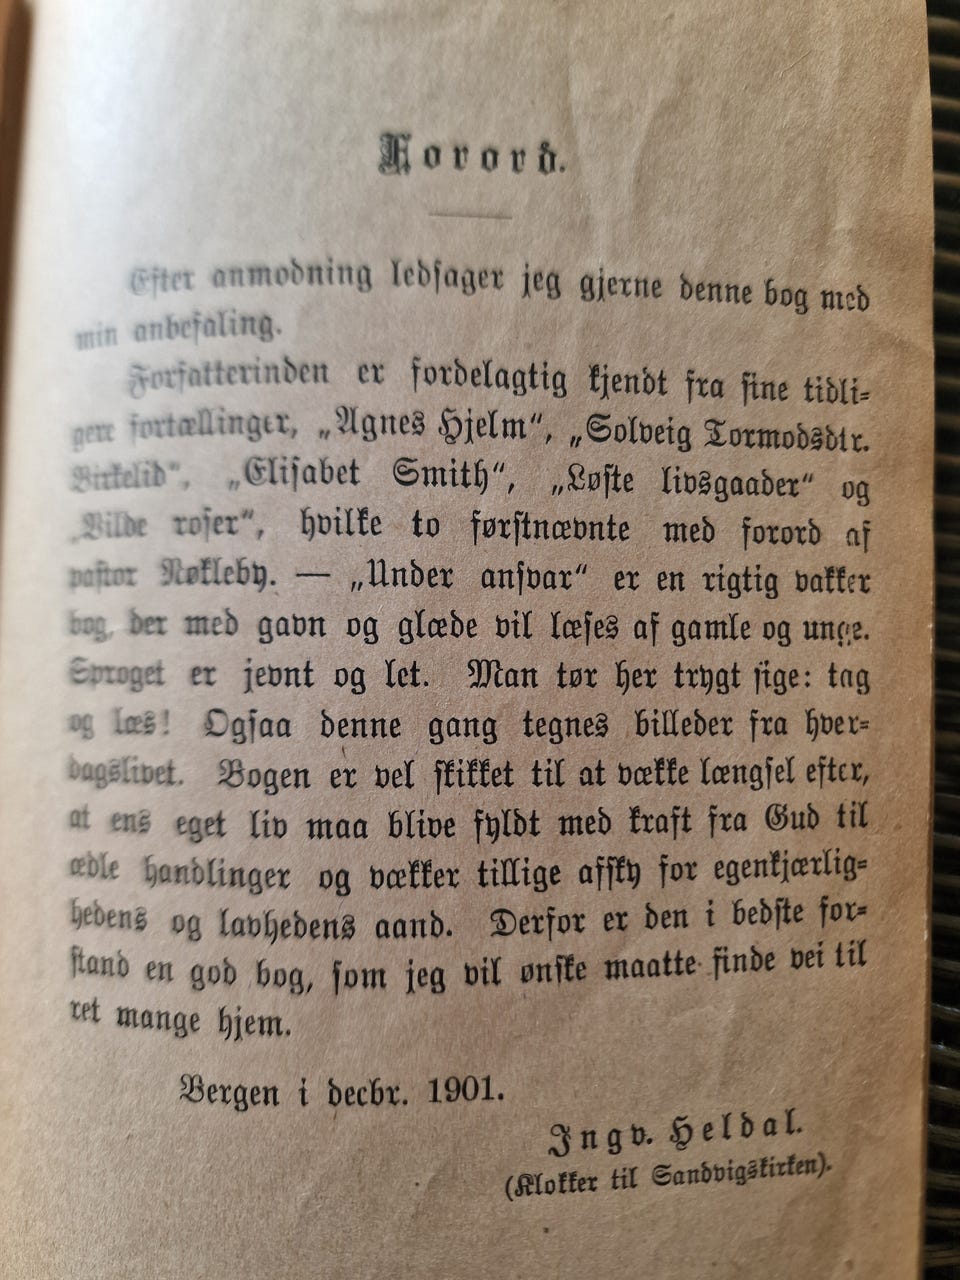 Forord.
Efter anmodning ledsager jeg gjerne denne bog med
min anbefaling.
Forfatterinden er fordelagtig kjendt fra sine tidli-
gere fortællinger, „Agnes Hjelm“, „Solveig Tormodsdtr.
Birkelid“, „Elisabet Smith“, „Løste livsgaader“ og
„Vilde roser“, hvilke to førstnævnte med forord af
pastor Røkleby. — „Under ansvar“ er en rigtig vakker
bog, der med gavn og glæde vil læses af gamle og unge.
Sproget er jevnt og let. Man tør her trygt sige: tag
og læs! Ogsaa denne gang tegnes billeder fra hver-
dagslivet. Bogen er vel skikket til at vække længsel efter,
at ens eget liv maa blive fyldt med kraft fra Gud til
ædle handlinger og vækker tillige afsky for egenkjærlig-
hedens og lavhedens aand. Derfor er den i bedste for-
stand en god bog, som jeg vil ønske maatte finde vei til
ret mange hjem.
Bergen i decbr. 1901.
Ingv. Heldal.
(Klokker til Sandvigskirken).